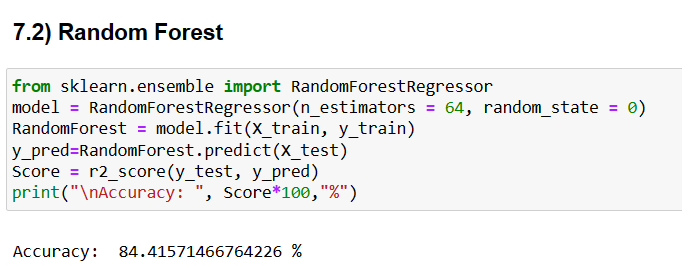 7.2) Random Forest
from sklearn.ensemble import RandomForestRegressor
model = RandomForestRegressor(n_estimators = 64, random_state = 0)
RandomForest = model.fit(X_train, y_train)
y_pred=RandomForest.predict(X_test)
Score = r2_score(y_test, y_pred)
print("\nAccuracy: ", Score*100,"%")
Accuracy:  84.41571466764226 %